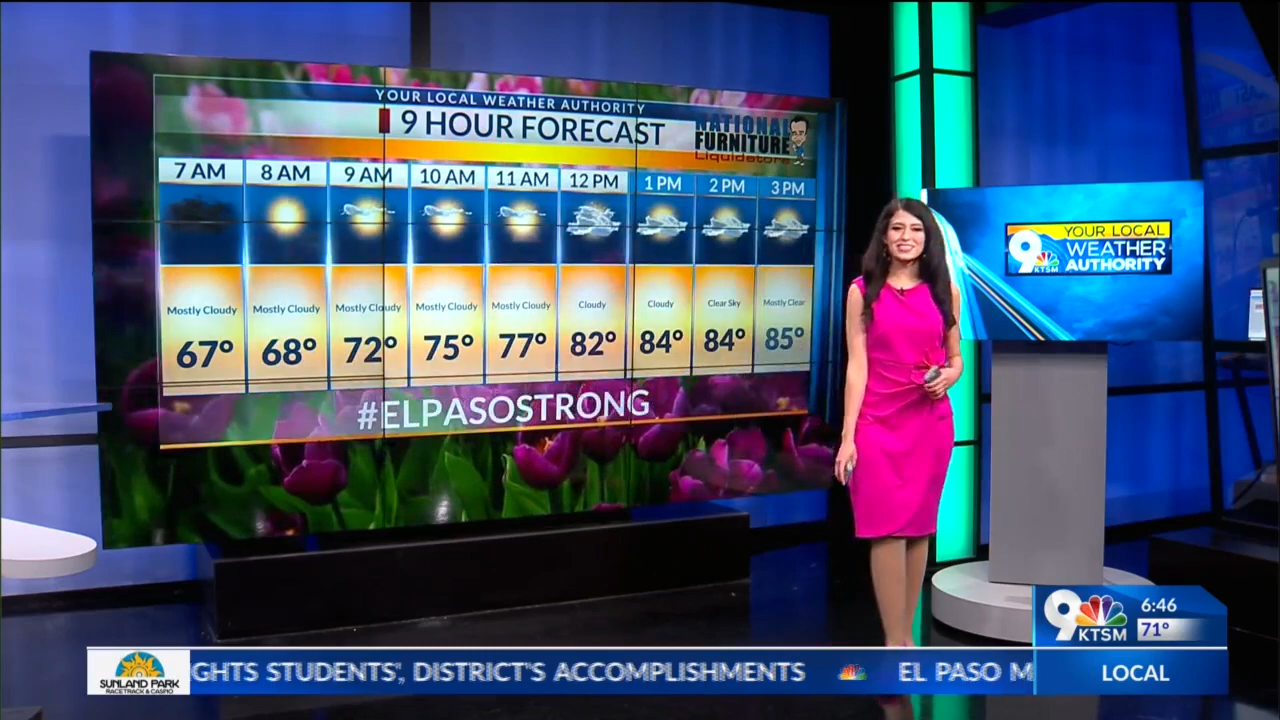 YOUR LOCAL WEATHER AUTHORITY
9 HOUR FORECAST
NATIONAL
FURNITURE
Liquidators
7 AM 8 AM 9 AM 10 AM 11 AM 12 PM 1 PM 2 PM 3 PM
Mostly Cloudy Mostly Cloudy Mostly Cloudy Mostly Cloudy Mostly Cloudy Cloudy Cloudy Clear Sky Mostly Clear
67° 68° 72° 75° 77° 82° 84° 84° 85°
#ELPASOSTRONG
9 KTSM
YOUR LOCAL
WEATHER
AUTHORITY
9 KTSM
6:46
71°
SUNLAND PARK
RACETRACK & CASINO
GHTS STUDENTS', DISTRICT'S ACCOMPLISHMENTS EL PASO M
LOCAL